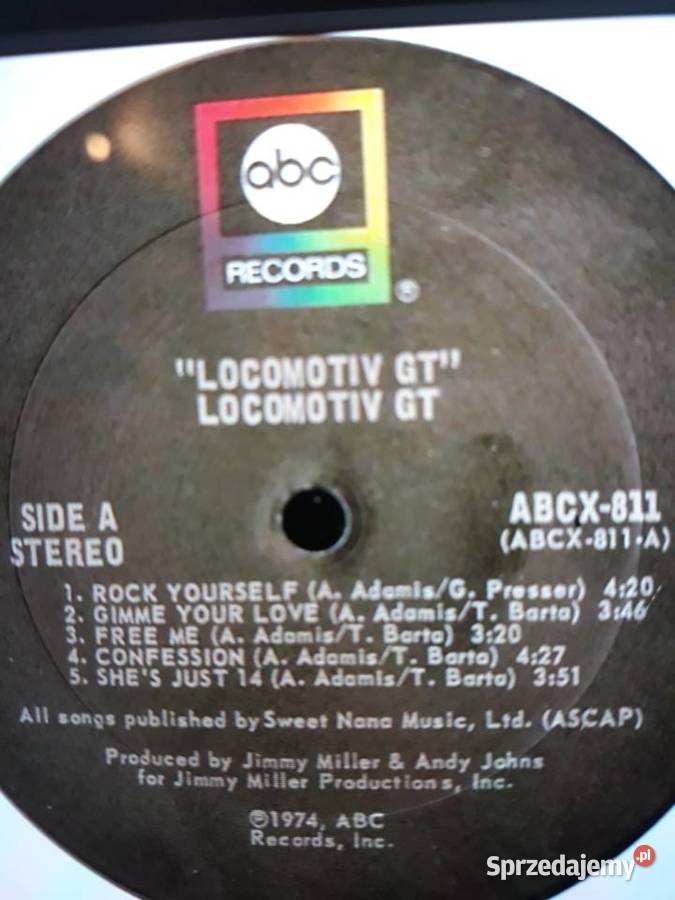 abc
RECORDS
®
"LOCOMOTIV GT"
LOCOMOTIV GT
SIDE A
STEREO
ABCX-811
(ABCX-811-A)
1. ROCK YOURSELF (A. Adamis/G. Presser) 4:20
2. GIMME YOUR LOVE (A. Adamis/T. Barta) 3:46
3. FREE ME (A. Adamis/T. Barta) 3:20
4. CONFESSION (A. Adamis/T. Barta) 4:27
5. SHE'S JUST 14 (A. Adamis/T. Barta) 3:51
All songs published by Sweet Nana Music, Ltd. (ASCAP)
Produced by Jimmy Miller & Andy Johns
for Jimmy Miller Productions, Inc.
℗1974, ABC
Records, Inc.
Sprzedajemy.pl